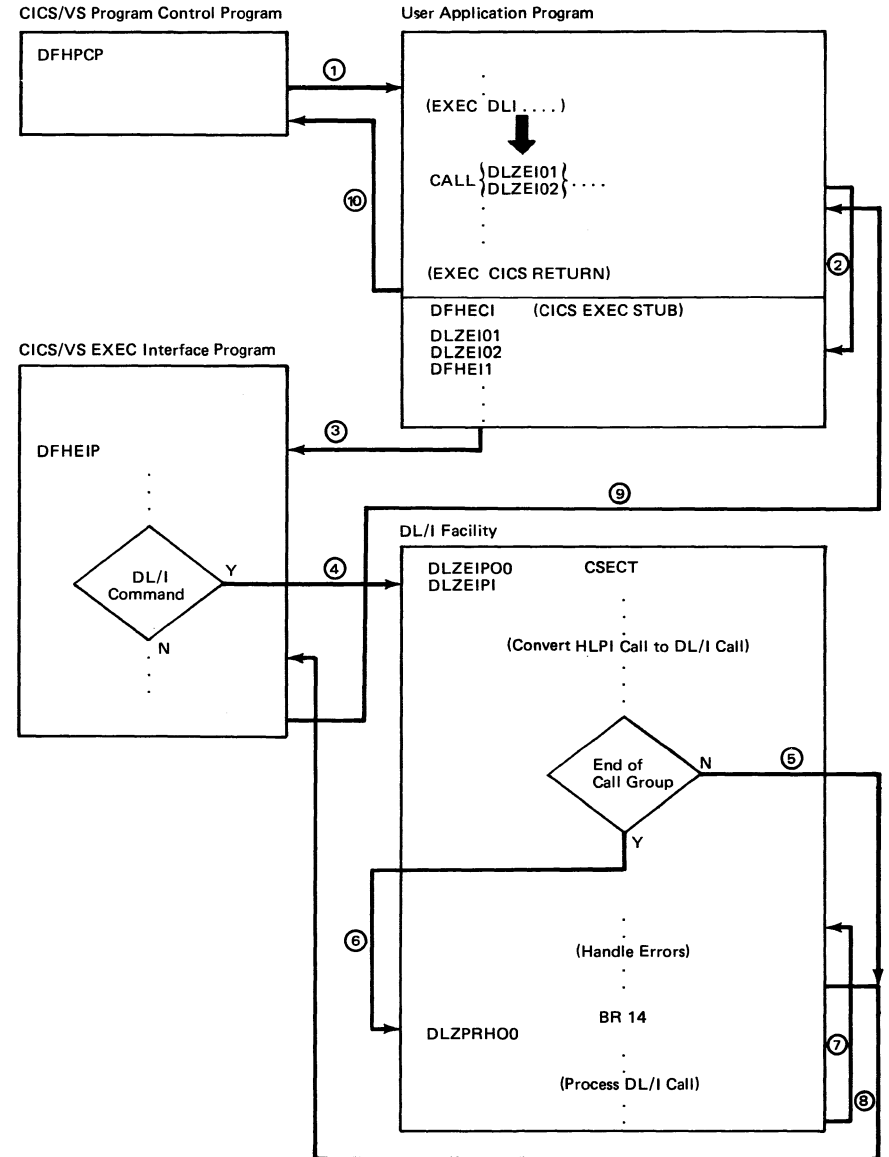 CICS/VS Program Control Program
User Application Program
DFHPCP
①
(EXEC DLI . . . . )
CALL { DLZEI01 } . . . .
DLZEI02
⑩
②
(EXEC CICS RETURN)
DFHECI (CICS EXEC STUB)
DLZEI01
DLZEI02
DFHEI1
CICS/VS EXEC Interface Program
③
DFHEIP
⑨
DL/I Facility
DL/I
Command
Y
④
N
DLZEIPO0 CSECT
DLZEIPI
(Convert HLPI Call to DL/I Call)
End of
Call Group
N
⑤
Y
⑥
(Handle Errors)
BR 14
DLZPRHO0
⑦
(Process DL/I Call)
⑧